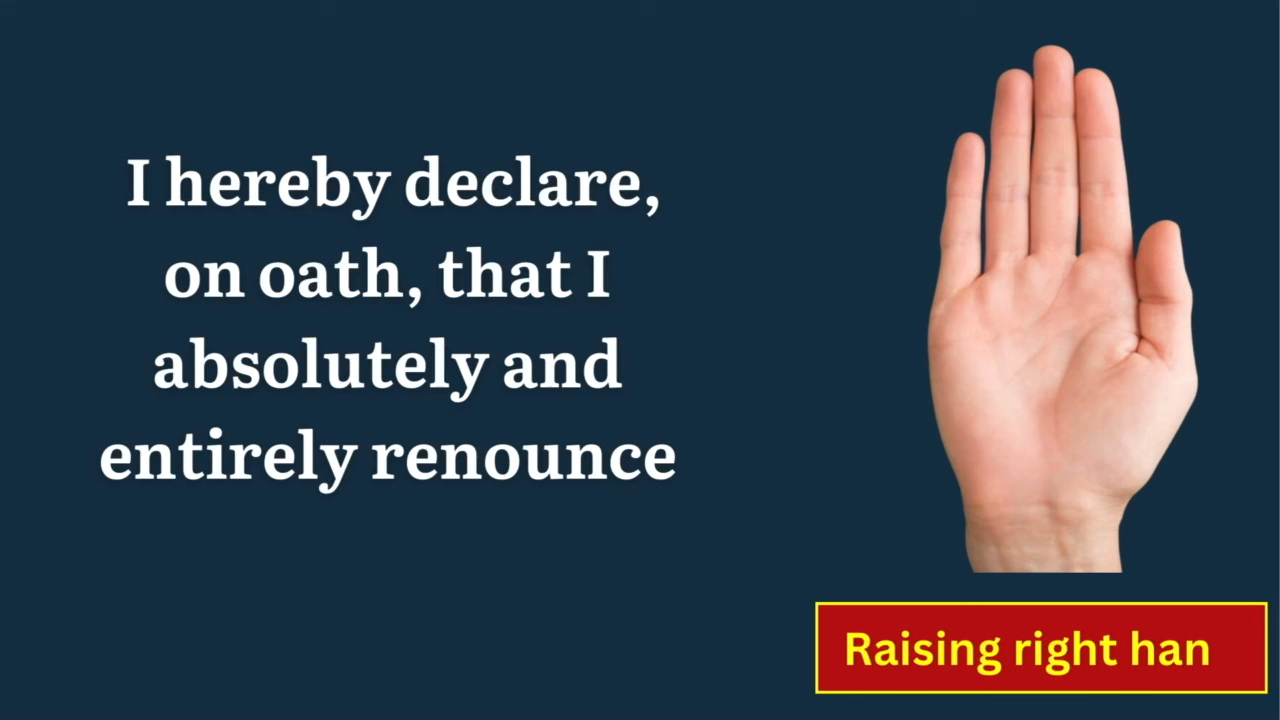 I hereby declare,
on oath, that I
absolutely and
entirely renounce
Raising right han